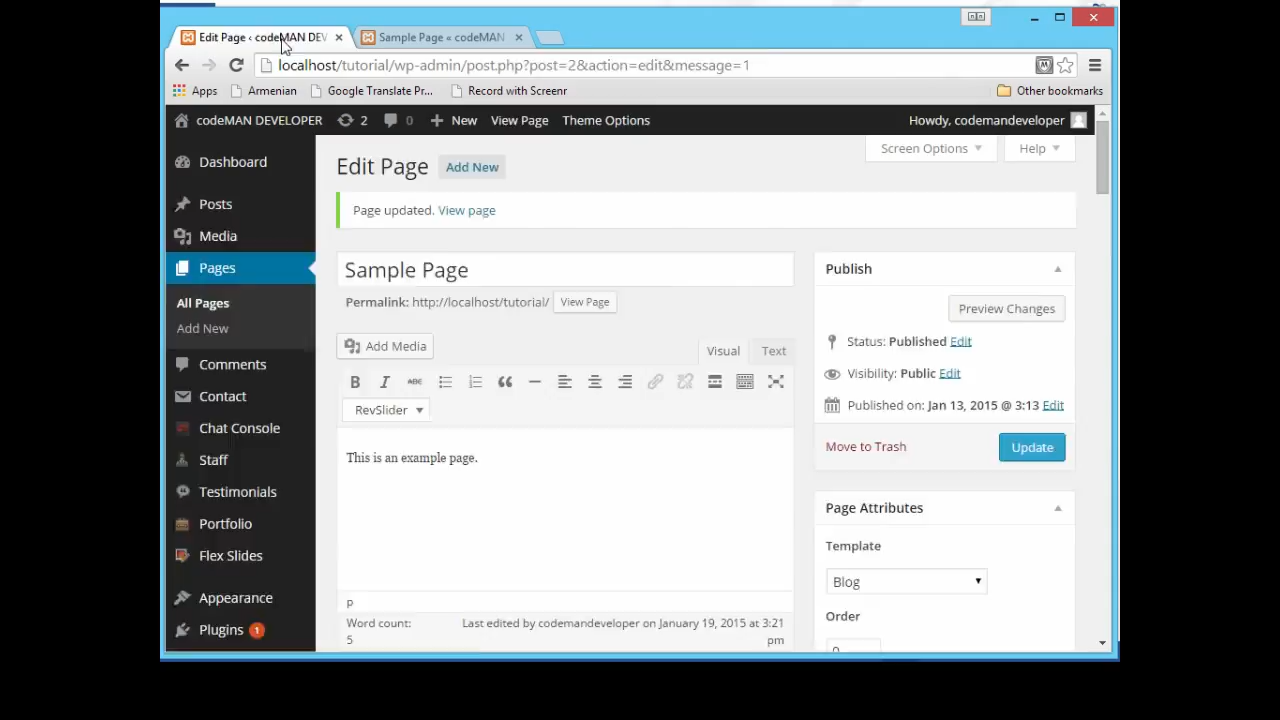 Edit Page ‹ codeMAN DEV
Sample Page « codeMAN
localhost/tutorial/wp-admin/post.php?post=2&action=edit&message=1
Apps Armenian Google Translate Pr... Record with Screenr Other bookmarks
codeMAN DEVELOPER 2 0 New View Page Theme Options Howdy, codemandeveloper
Dashboard
Posts
Media
Pages
All Pages
Add New
Comments
Contact
Chat Console
Staff
Testimonials
Portfolio
Flex Slides
Appearance
Plugins 1
Screen Options Help
Edit Page Add New
Page updated. View page
Sample Page
Permalink: http://localhost/tutorial/ View Page
Add Media
Visual Text
B I ABC
RevSlider
This is an example page.
p
Word count:
5
Last edited by codemandeveloper on January 19, 2015 at 3:21
pm
Publish
Preview Changes
Status: Published Edit
Visibility: Public Edit
Published on: Jan 13, 2015 @ 3:13 Edit
Move to Trash Update
Page Attributes
Template
Blog
Order
0